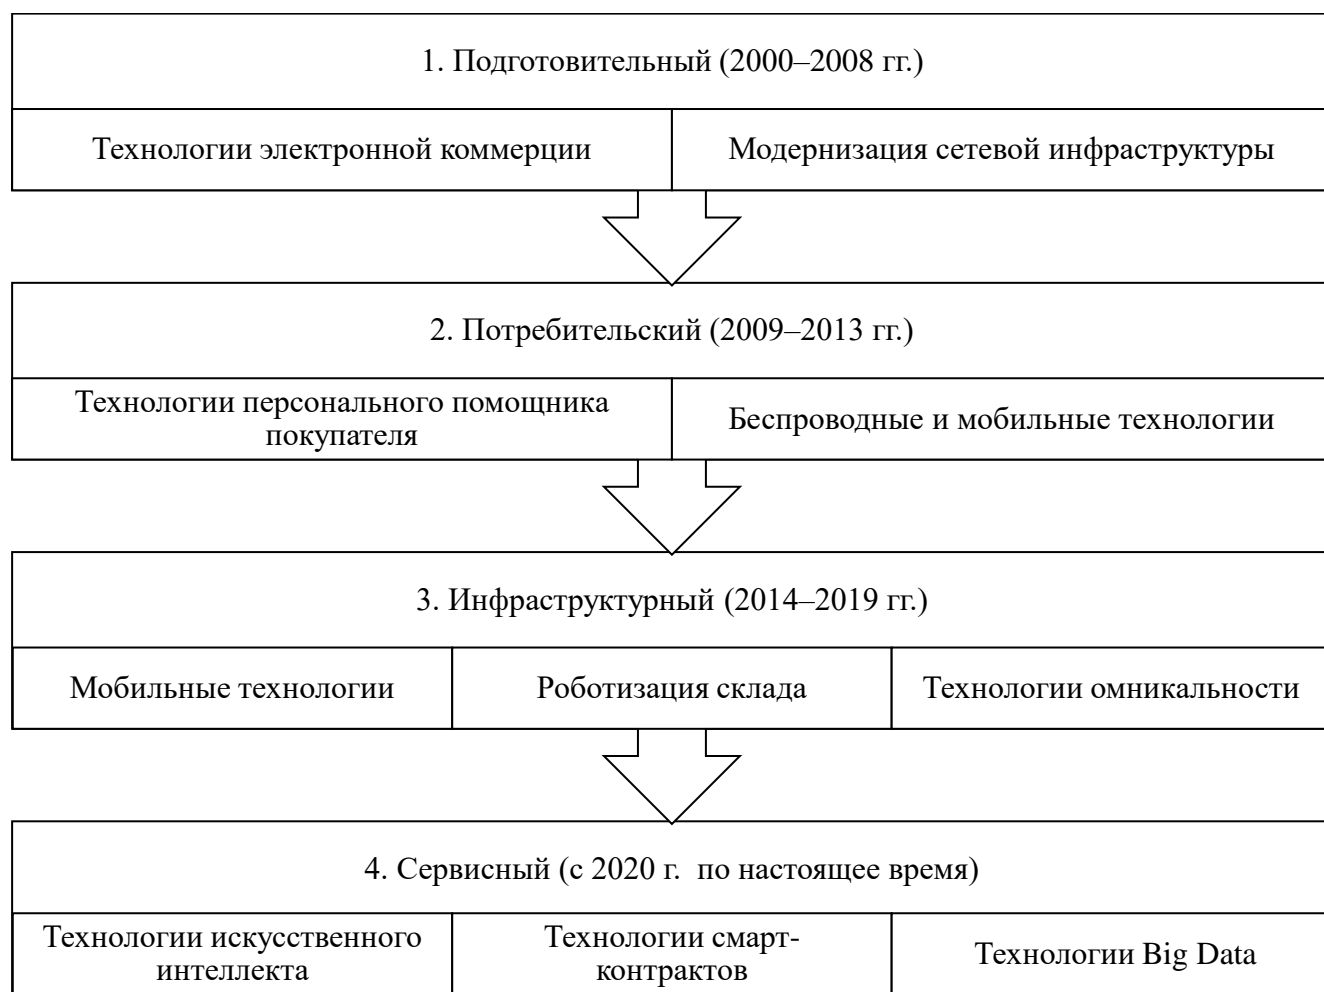 1. Подготовительный (2000–2008 гг.)
Технологии электронной коммерции
Модернизация сетевой инфраструктуры
2. Потребительский (2009–2013 гг.)
Технологии персонального помощника
покупателя
Беспроводные и мобильные технологии
3. Инфраструктурный (2014–2019 гг.)
Мобильные технологии
Роботизация склада
Технологии омникальности
4. Сервисный (с 2020 г.  по настоящее время)
Технологии искусственного
интеллекта
Технологии смарт-
контрактов
Технологии Big Data